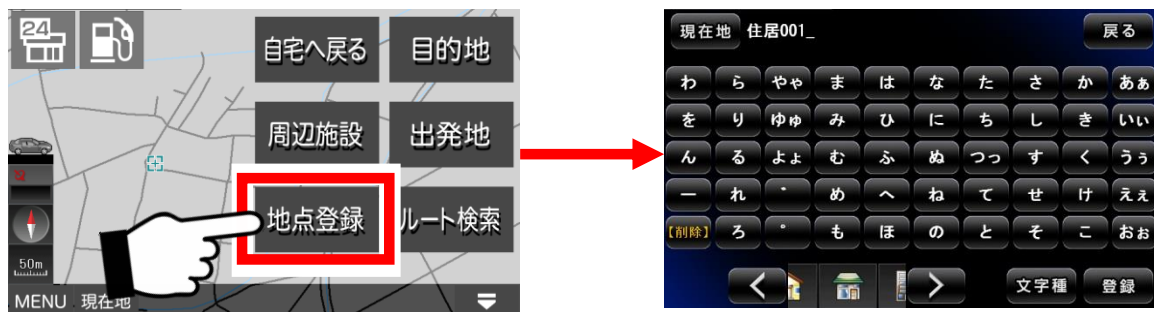 24
自宅へ戻る 目的地
周辺施設 出発地
地点登録 ルート検索
50m
MENU 現在地
現在地 住居001_ 戻る
わ ら やゃ ま は な た さ か あぁ
を り ゆゅ み ひ に ち し き いぃ
ん る よょ む ふ ぬ つっ す く うぅ
ー れ ゛ め へ ね て せ け えぇ
【削除】 ろ ゜ も ほ の と そ こ おぉ
< > 文字種 登録